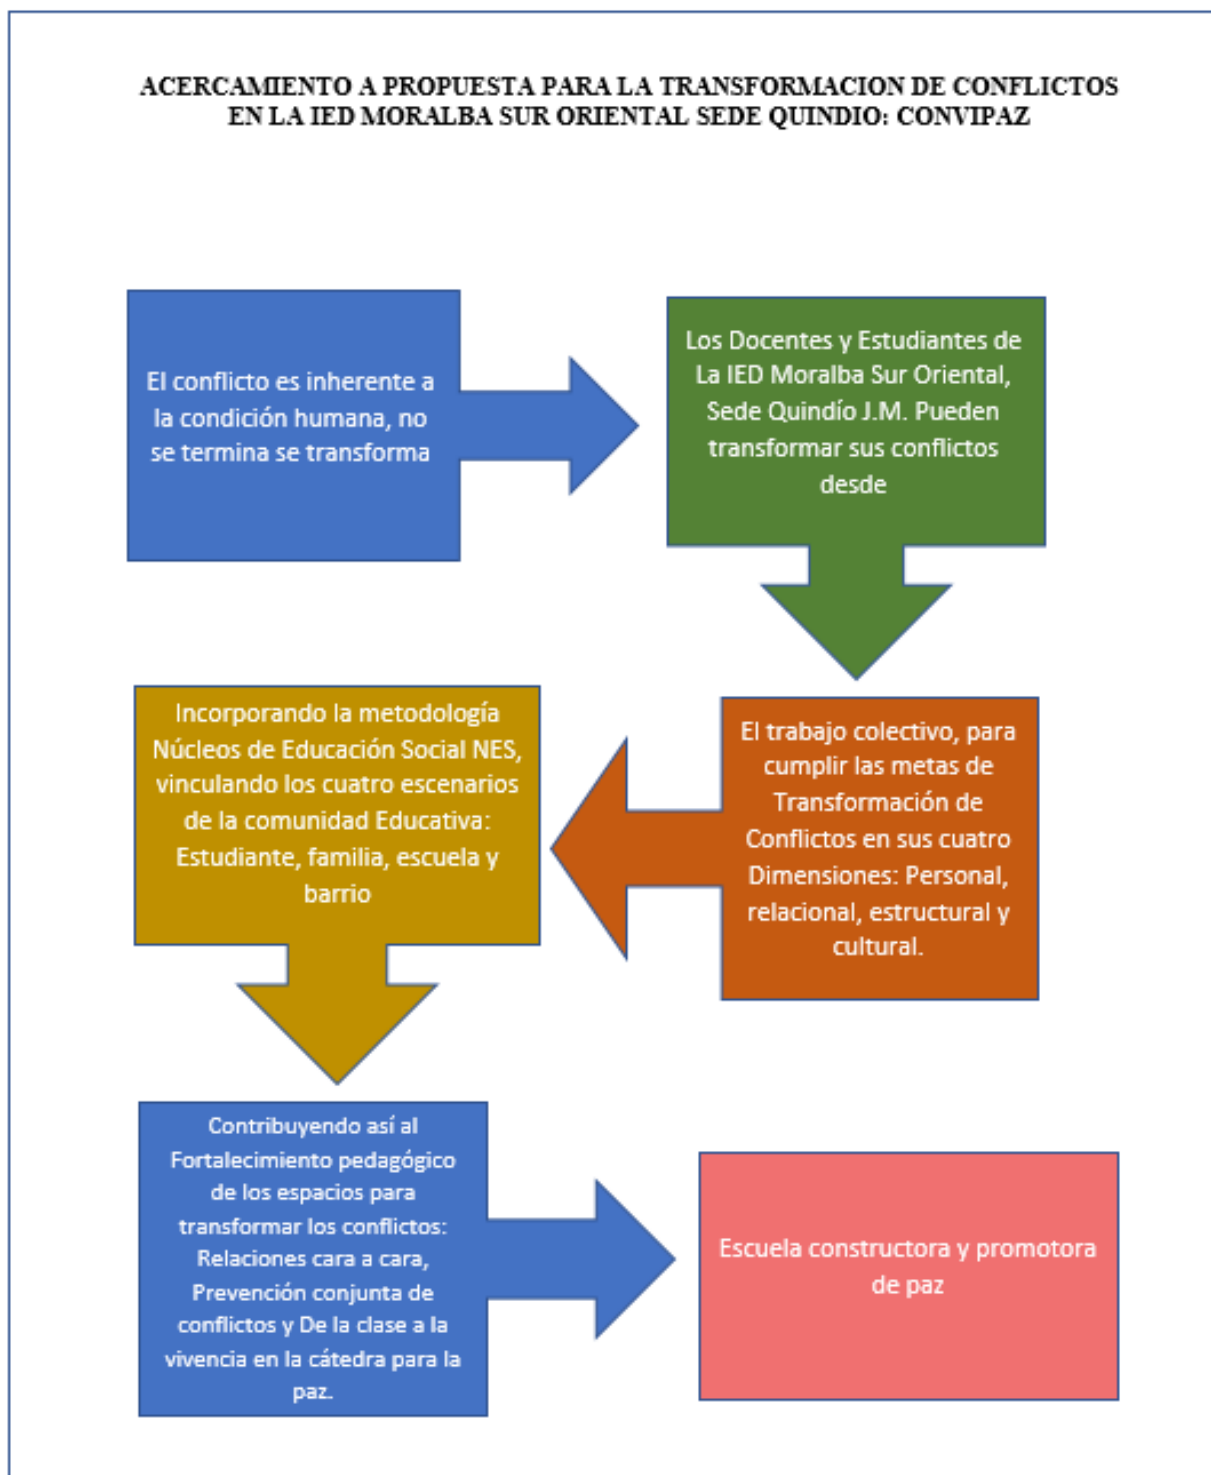 ACERCAMIENTO A PROPUESTA PARA LA TRANSFORMACION DE CONFLICTOS
EN LA IED MORALBA SUR ORIENTAL SEDE QUINDIO: CONVIPAZ
El conflicto es inherente a
la condición humana, no
se termina se transforma
Los Docentes y Estudiantes de
La IED Moralba Sur Oriental,
Sede Quindío J.M. Pueden
transformar sus conflictos
desde
El trabajo colectivo, para
cumplir las metas de
Transformación de
Conflictos en sus cuatro
Dimensiones: Personal,
relacional, estructural y
cultural.
Incorporando la metodología
Núcleos de Educación Social NES,
vinculando los cuatro escenarios
de la comunidad Educativa:
Estudiante, familia, escuela y
barrio
Contribuyendo así al
Fortalecimiento pedagógico
de los espacios para
transformar los conflictos:
Relaciones cara a cara,
Prevención conjunta de
conflictos y De la clase a la
vivencia en la cátedra para la
paz.
Escuela constructora y promotora
de paz